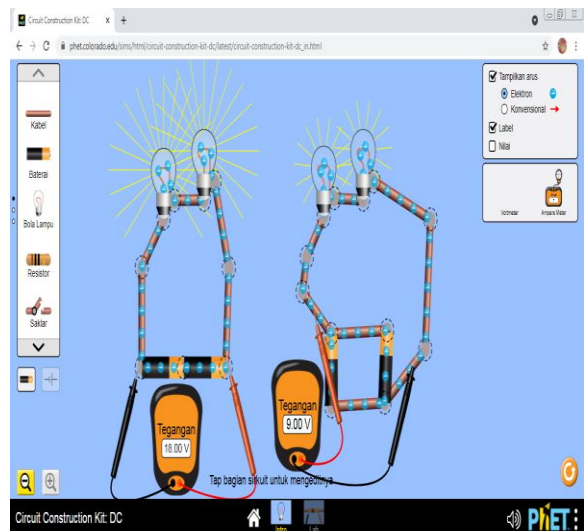 Circuit Construction Kit: DC
phet.colorado.edu/sims/html/circuit-construction-kit-dc/latest/circuit-construction-kit-dc_in.html
Kabel
Baterai
Bola Lampu
Resistor
Saklar
Tampilkan arus
Elektron
Konvensional
Label
Nilai
Voltmeter
Ampere Meter
Tegangan
18.00 V
Tegangan
9.00 V
Tap bagian sirkuit untuk mengeditnya
Circuit Construction Kit: DC
Intro
Lab
PhET